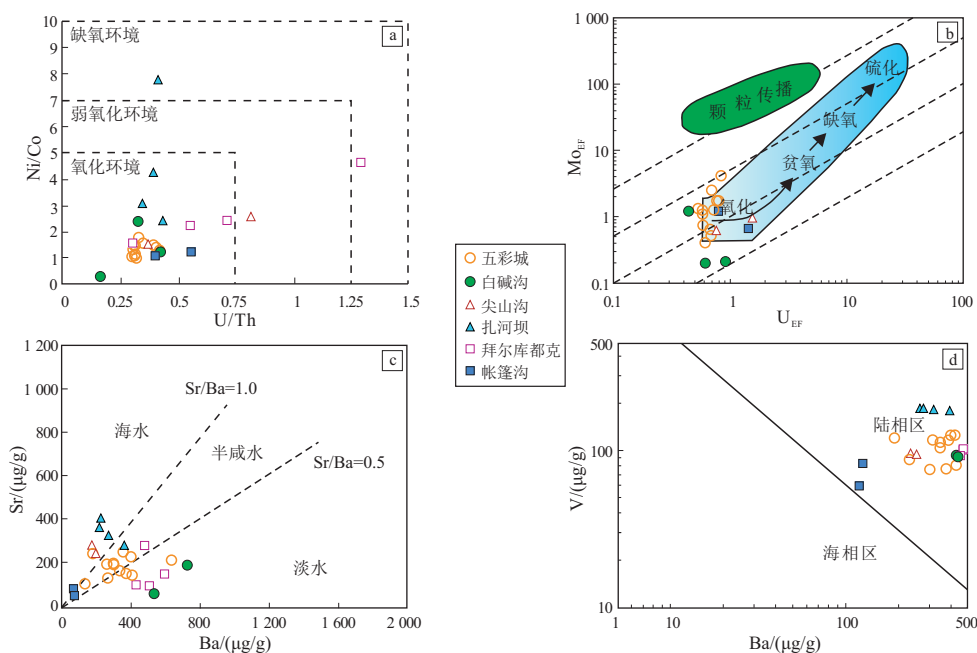 a
缺氧环境
弱氧化环境
氧化环境
Ni/Co
10
9
8
7
6
5
4
3
2
1
0
0
0.25
0.50
0.75
1.00
1.25
1.5
U/Th
b
颗粒传播
硫化
缺氧
贫氧
氧化
Mo_EF
1 000
100
10
1
0.1
0.1
1
10
100
U_EF
五彩城
白碱沟
尖山沟
扎河坝
拜尔库都克
帐篷沟
c
Sr/Ba=1.0
海水
半咸水
Sr/Ba=0.5
淡水
Sr/(μg/g)
1 200
1 000
800
600
400
200
0
0
400
800
1 200
1 600
2 000
Ba/(μg/g)
d
陆相区
海相区
V/(μg/g)
500
100
10
1
10
100
500
Ba/(μg/g)